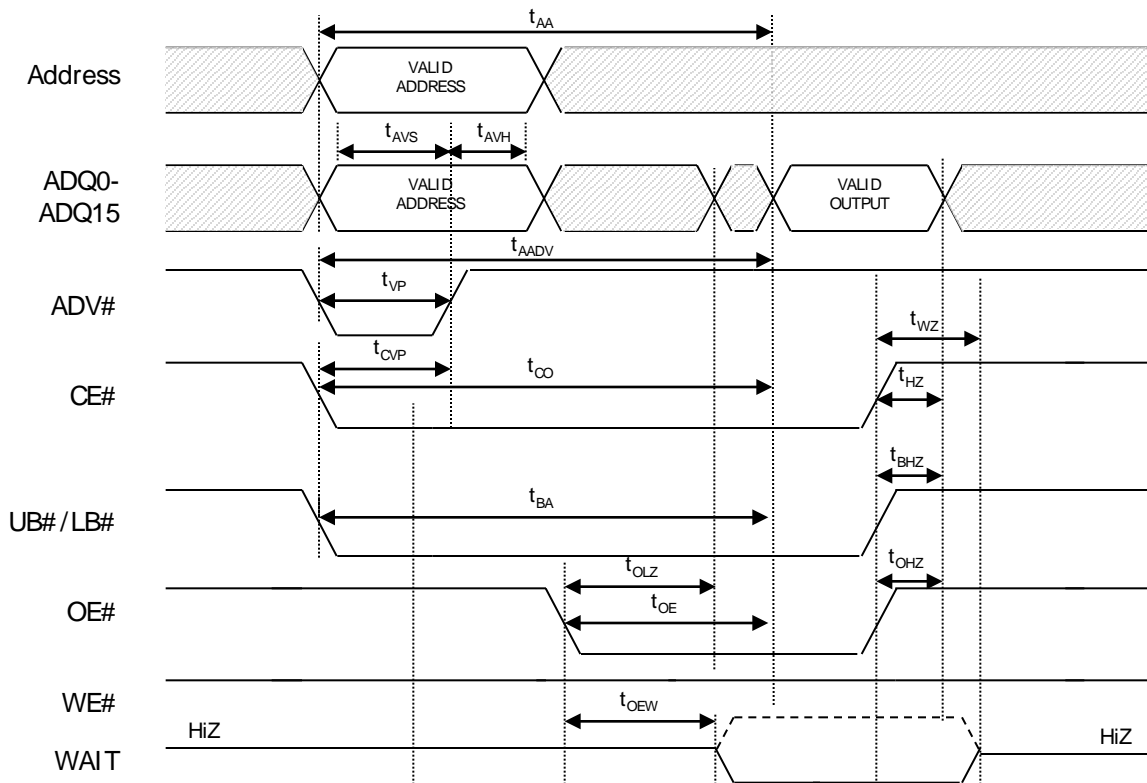 tAA
Address
VALID
ADDRESS
tAVS
tAVH
ADQ0-
ADQ15
VALID
ADDRESS
VALID
OUTPUT
tAADV
ADV#
tVP
tWZ
tCVP
tCO
CE#
tHZ
tBHZ
UB# / LB#
tBA
tOLZ
tOHZ
OE#
tOE
WE#
tOEW
HiZ
HiZ
WAIT